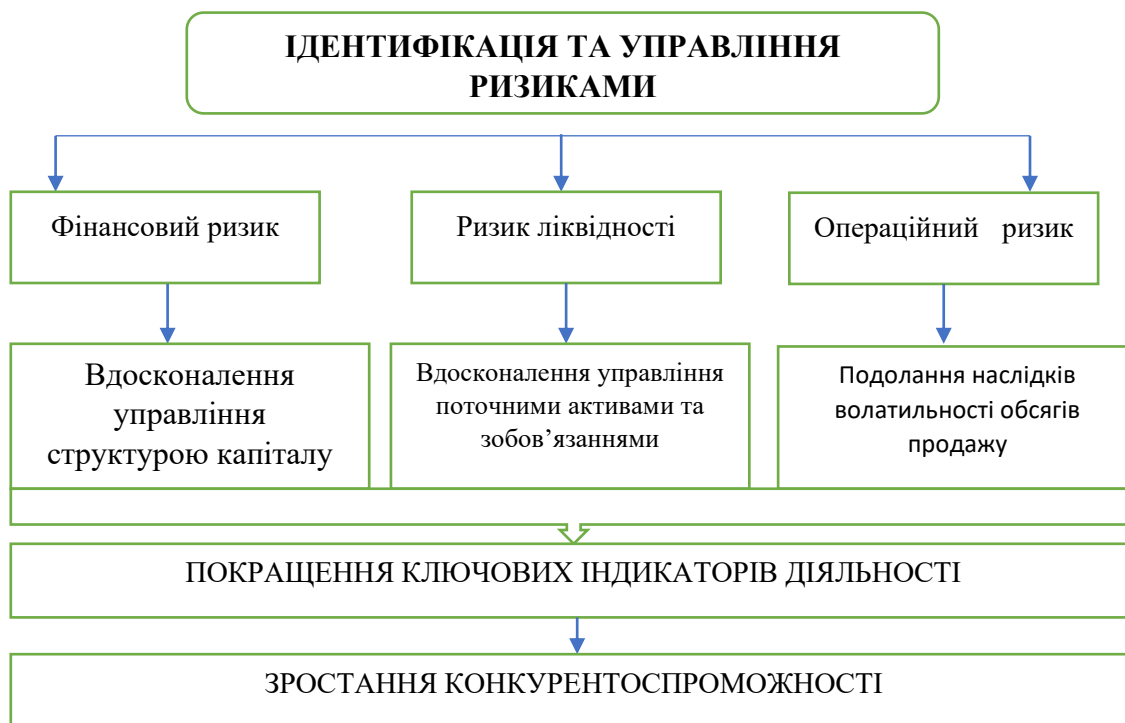 ІДЕНТИФІКАЦІЯ ТА УПРАВЛІННЯ
РИЗИКАМИ
Фінансовий ризик
Ризик ліквідності
Операційний ризик
Вдосконалення
управління
структурою капіталу
Вдосконалення управління
поточними активами та
зобов’язаннями
Подолання наслідків
волатильності обсягів
продажу
ПОКРАЩЕННЯ КЛЮЧОВИХ ІНДИКАТОРІВ ДІЯЛЬНОСТІ
ЗРОСТАННЯ КОНКУРЕНТОСПРОМОЖНОСТІ